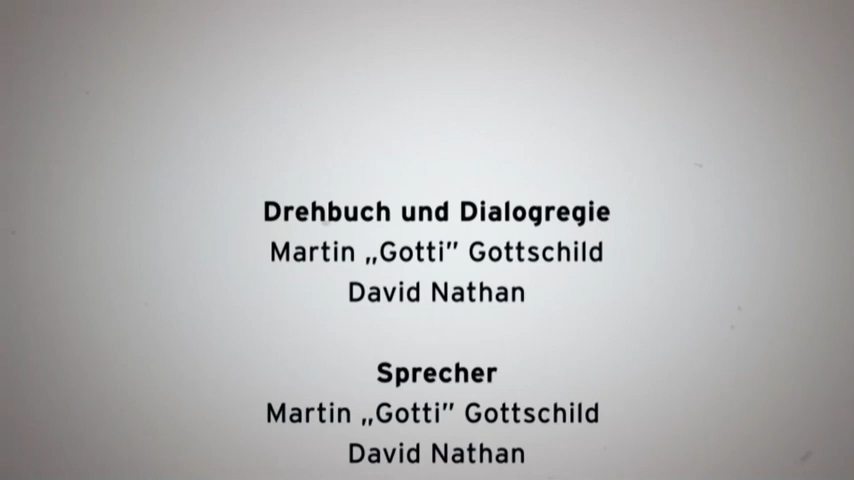 Drehbuch und Dialogregie
Martin „Gotti” Gottschild
David Nathan
Sprecher
Martin „Gotti” Gottschild
David Nathan